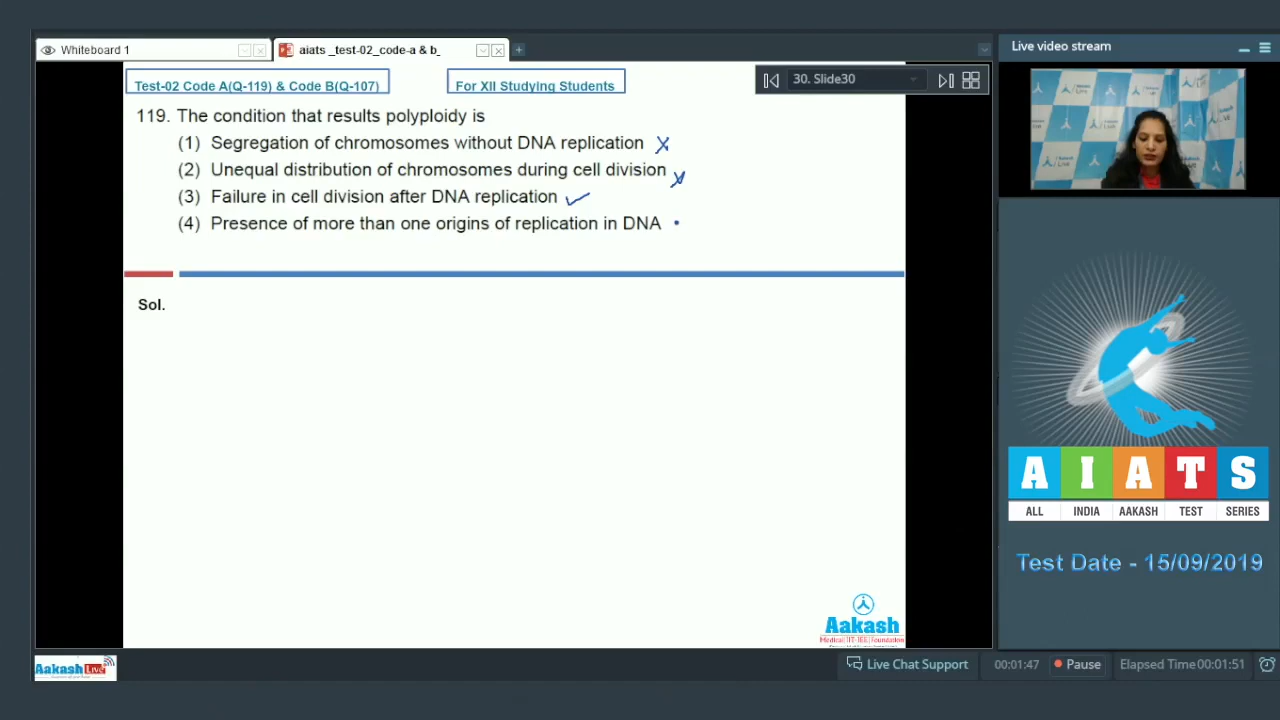 Whiteboard 1
aiats _test-02_code-a & b_
Live video stream
Test-02 Code A(Q-119) & Code B(Q-107)
For XII Studying Students
30. Slide30
119. The condition that results polyploidy is
(1) Segregation of chromosomes without DNA replication
(2) Unequal distribution of chromosomes during cell division
(3) Failure in cell division after DNA replication
(4) Presence of more than one origins of replication in DNA
Sol.
A I A T S
ALL INDIA AAKASH TEST SERIES
Test Date - 15/09/2019
Aakash
Medical|IIT-JEE|Foundation
Aakash Live
Live Chat Support
00:01:47
Pause
Elapsed Time 00:01:51